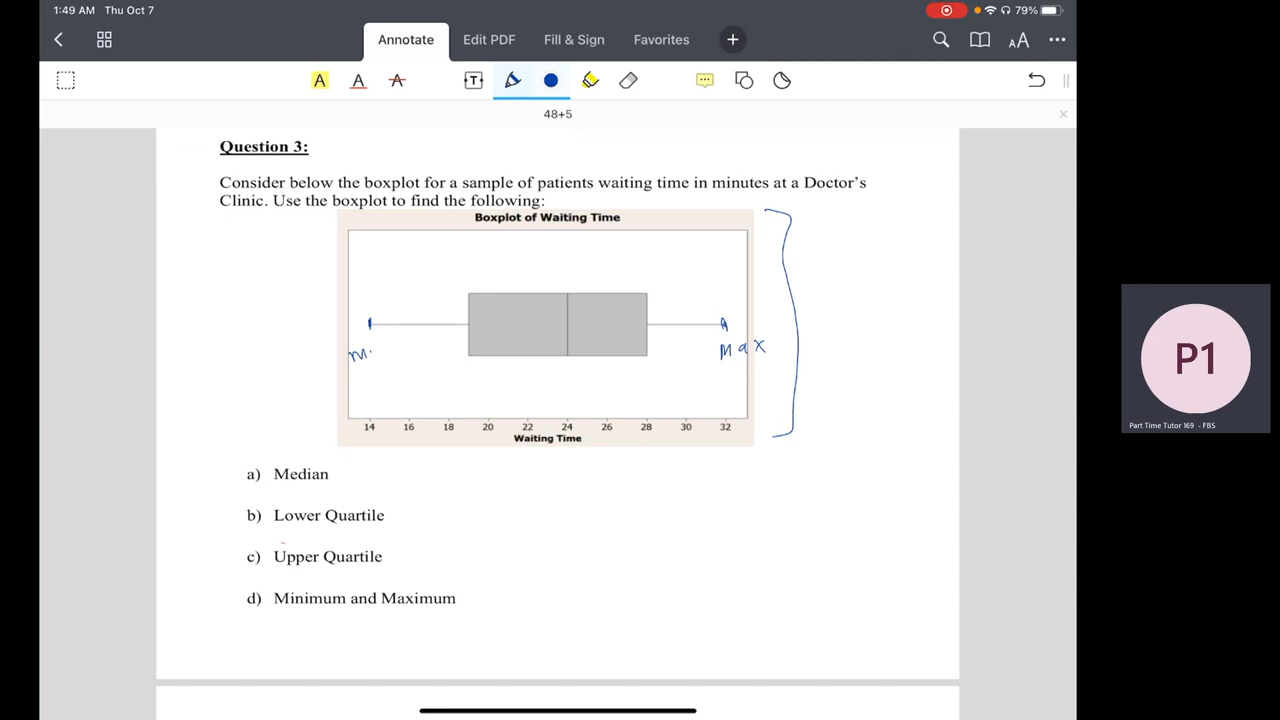 1:49 AM Thu Oct 7
79%
Annotate
Edit PDF
Fill & Sign
Favorites
AA
A
A
A
T
48+5
Question 3:
Consider below the boxplot for a sample of patients waiting time in minutes at a Doctor's
Clinic. Use the boxplot to find the following:
Boxplot of Waiting Time
M.
Max
14 16 18 20 22 24 26 28 30 32
Waiting Time
a) Median
b) Lower Quartile
c) Upper Quartile
d) Minimum and Maximum
P1
Part Time Tutor 169 - FBS